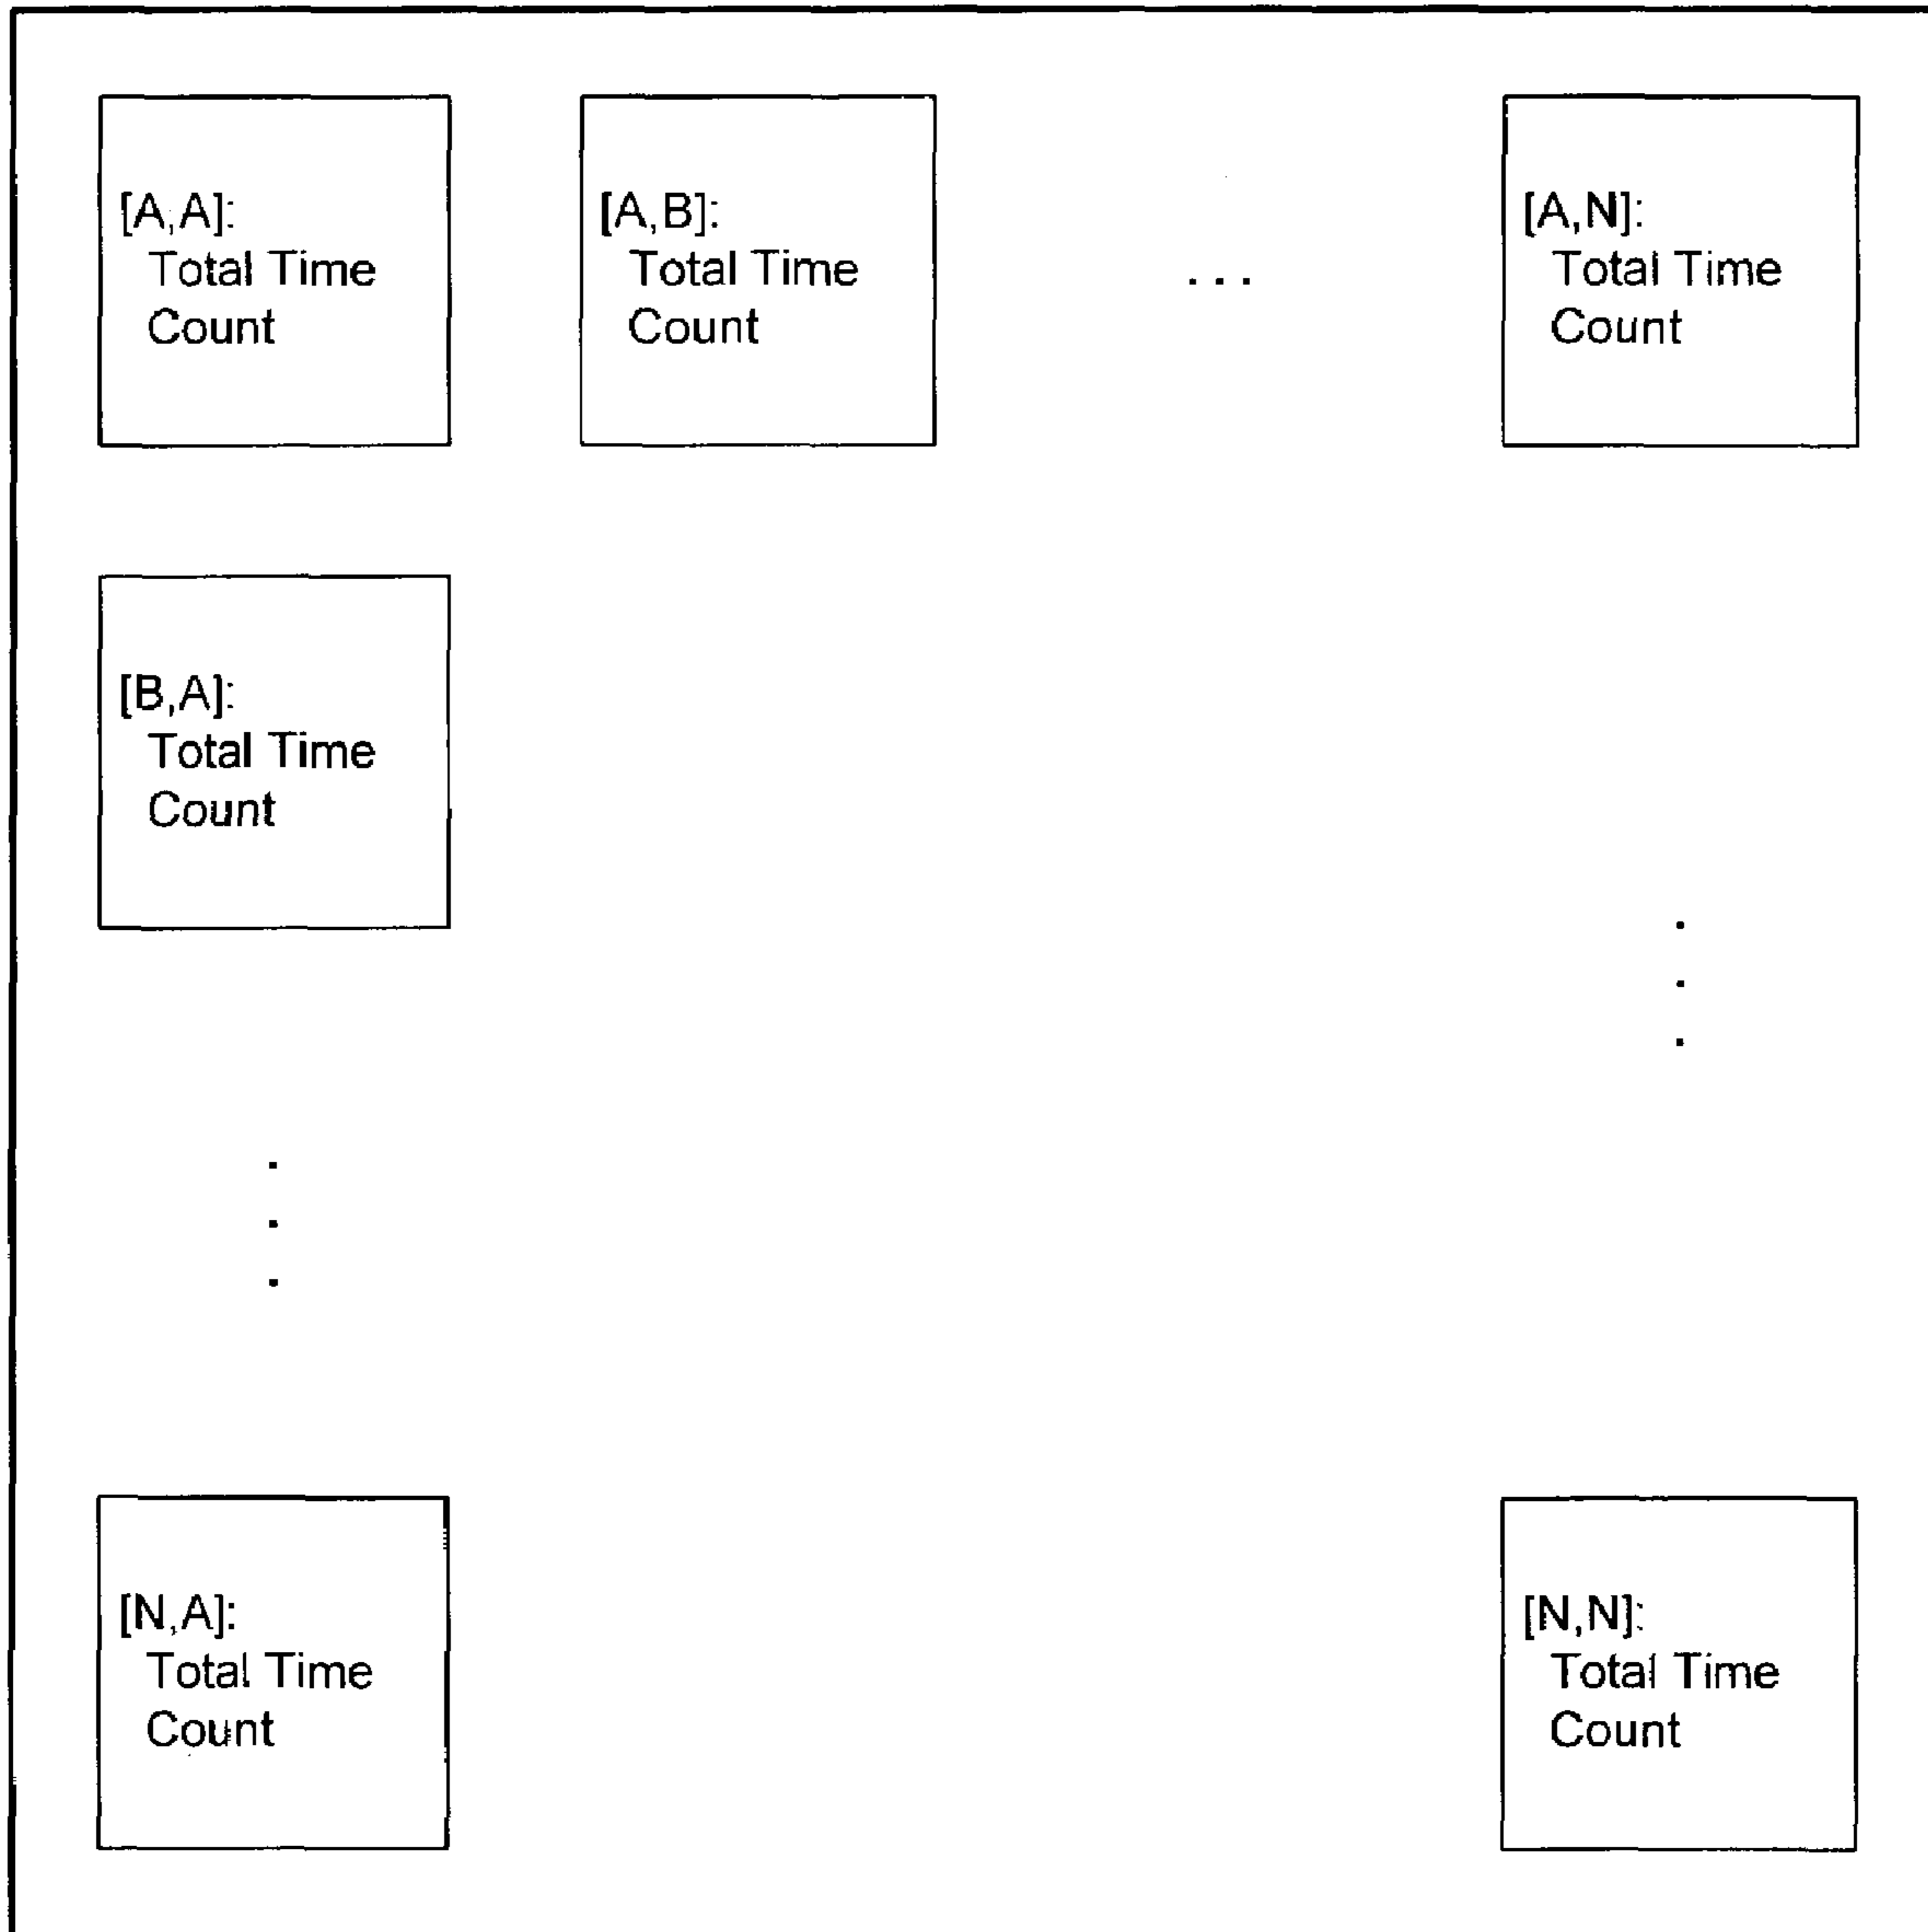 [A,A]:
Total Time
Count
[A,B]:
Total Time
Count
...
[A,N]:
Total Time
Count
[B,A]:
Total Time
Count
.
.
.
.
.
.
[N,A]:
Total Time
Count
[N,N]:
Total Time
Count